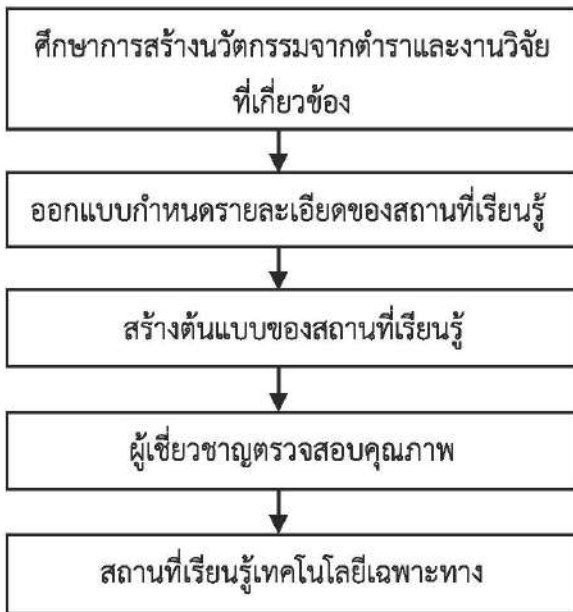 ศึกษาการสร้างนวัตกรรมจากตำราและงานวิจัย
ที่เกี่ยวข้อง
ออกแบบกำหนดรายละเอียดของสถานที่เรียนรู้
สร้างต้นแบบของสถานที่เรียนรู้
ผู้เชี่ยวชาญตรวจสอบคุณภาพ
สถานที่เรียนรู้เทคโนโลยีเฉพาะทาง